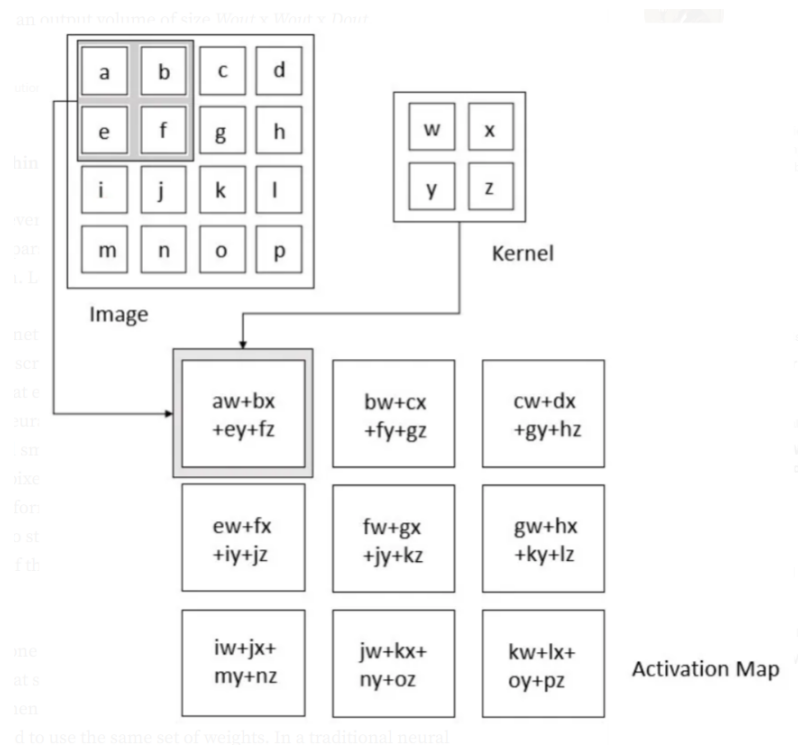 an output volume of size Wout x Wout x Dout
a b c d
e f g h
i j k l
m n o p
Image
w x
y z
Kernel
aw+bx
+ey+fz
bw+cx
+fy+gz
cw+dx
+gy+hz
ew+fx
+iy+jz
fw+gx
+jy+kz
gw+hx
+ky+lz
iw+jx+
my+nz
jw+kx+
ny+oz
kw+lx+
oy+pz
Activation Map
d to use the same set of weights. In a traditional neural